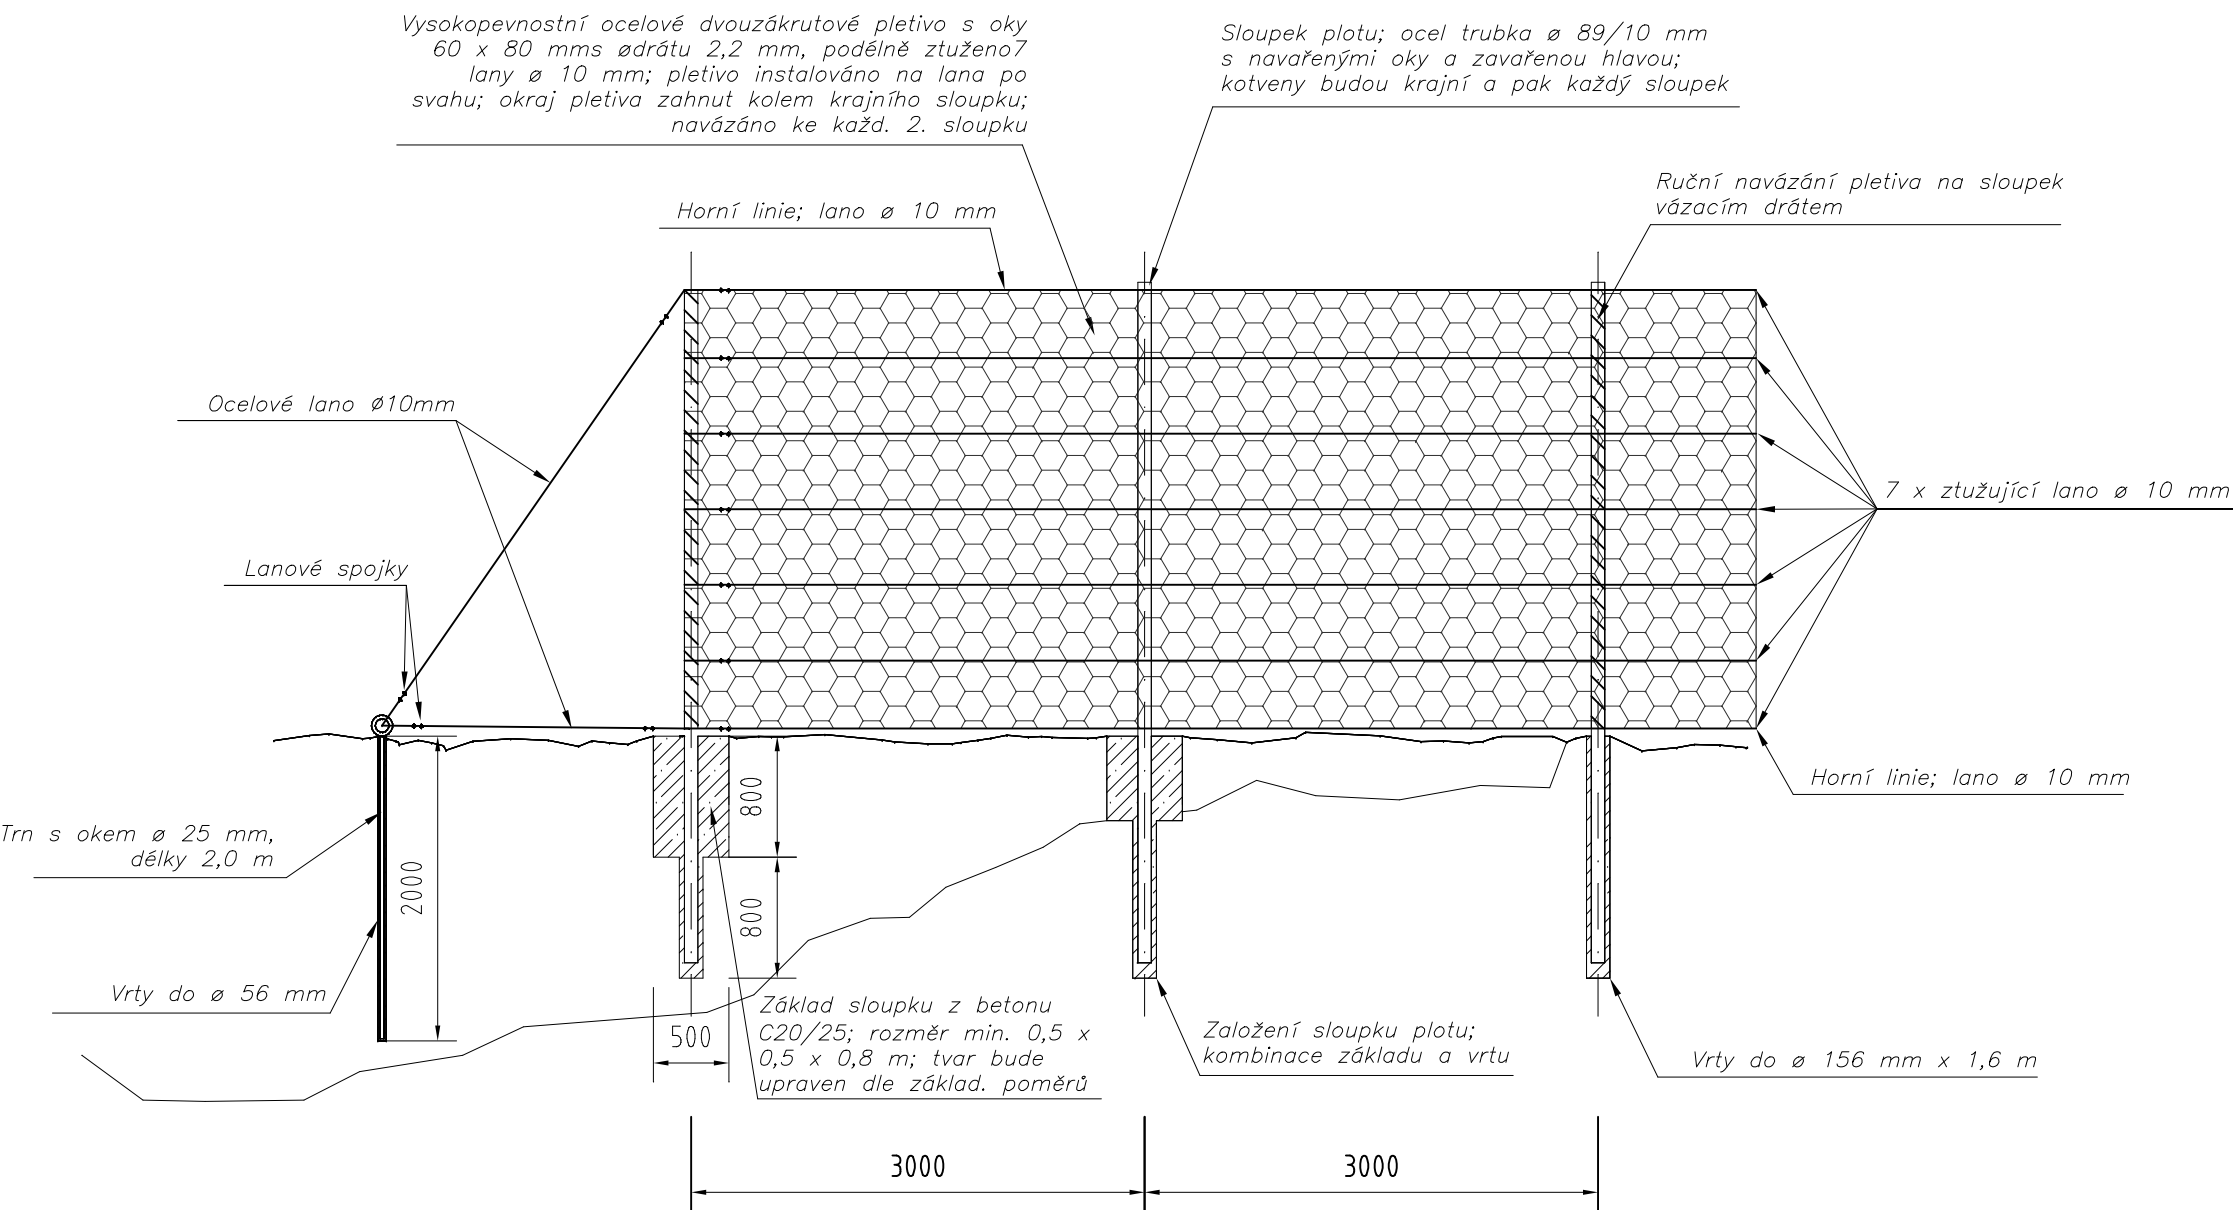 Vysokopevnostní ocelové dvouzákrutové pletivo s oky
60 x 80 mms ødrátu 2,2 mm, podélně ztuženo7
lany ø 10 mm; pletivo instalováno na lana po
svahu; okraj pletiva zahnut kolem krajního sloupku;
navázáno ke každ. 2. sloupku
Sloupek plotu; ocel trubka ø 89/10 mm
s navařenými oky a zavařenou hlavou;
kotveny budou krajní a pak každý sloupek
Ruční navázání pletiva na sloupek
vázacím drátem
Horní linie; lano ø 10 mm
Ocelové lano Ø10mm
7 x ztužující lano ø 10 mm
Lanové spojky
Horní linie; lano ø 10 mm
Trn s okem ø 25 mm,
délky 2,0 m
2000
800
800
Vrty do ø 56 mm
500
Základ sloupku z betonu
C20/25; rozměr min. 0,5 x
0,5 x 0,8 m; tvar bude
upraven dle základ. poměrů
Založení sloupku plotu;
kombinace základu a vrtu
Vrty do ø 156 mm x 1,6 m
3000
3000